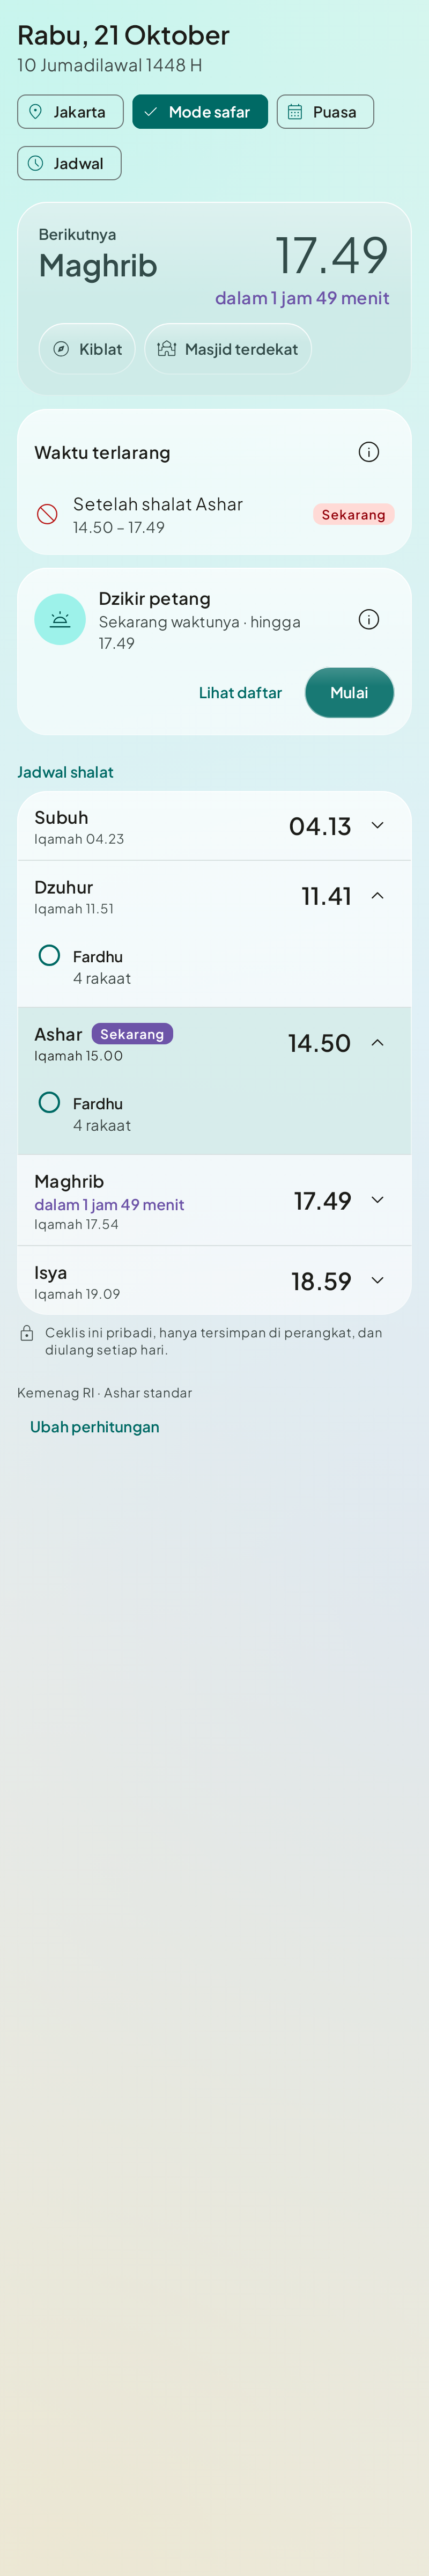 Rabu, 21 Oktober
10 Jumadilawal 1448 H
Jakarta
Mode safar
Puasa
Jadwal
Berikutnya
Maghrib
17.49
dalam 1 jam 49 menit
Kiblat
Masjid terdekat
Waktu terlarang
Setelah shalat Ashar
14.50 – 17.49
Sekarang
Dzikir petang
Sekarang waktunya · hingga
17.49
Lihat daftar
Mulai
Jadwal shalat
Subuh
Iqamah 04.23
04.13
Dzuhur
Iqamah 11.51
11.41
Fardhu
4 rakaat
Ashar
Sekarang
Iqamah 15.00
14.50
Fardhu
4 rakaat
Maghrib
dalam 1 jam 49 menit
Iqamah 17.54
17.49
Isya
Iqamah 19.09
18.59
Ceklis ini pribadi, hanya tersimpan di perangkat, dan
diulang setiap hari.
Kemenag RI · Ashar standar
Ubah perhitungan